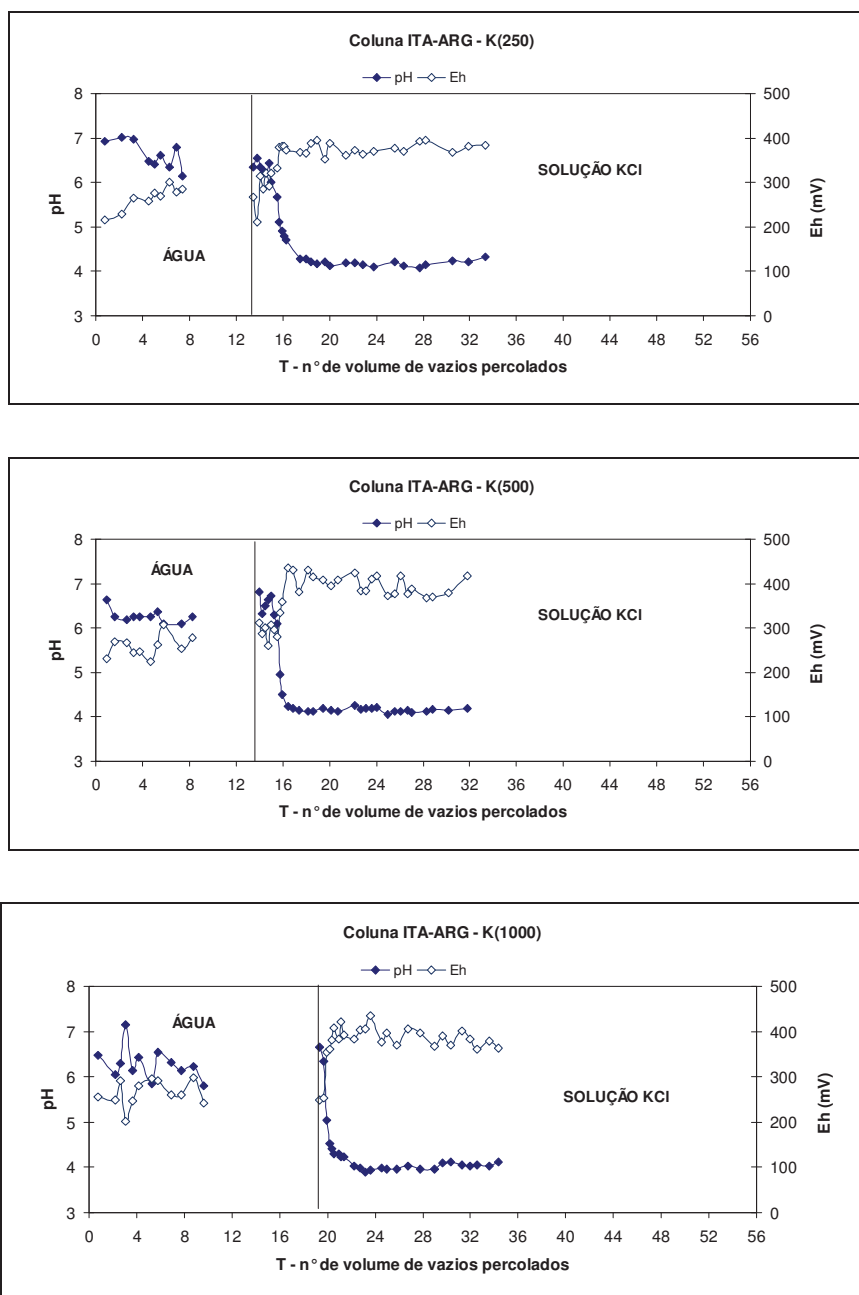 Coluna ITA-ARG - K(250)
pH Eh
8 7 6 5 4 3
pH
500 400 300 200 100 0
Eh (mV)
ÁGUA
SOLUÇÃO KCl
0 4 8 12 16 20 24 28 32 36 40 44 48 52 56
T - n° de volume de vazios percolados
Coluna ITA-ARG - K(500)
pH Eh
8 7 6 5 4 3
pH
500 400 300 200 100 0
Eh (mV)
ÁGUA
SOLUÇÃO KCl
0 4 8 12 16 20 24 28 32 36 40 44 48 52 56
T - n° de volume de vazios percolados
Coluna ITA-ARG - K(1000)
pH Eh
8 7 6 5 4 3
pH
500 400 300 200 100 0
Eh (mV)
ÁGUA
SOLUÇÃO KCl
0 4 8 12 16 20 24 28 32 36 40 44 48 52 56
T - n° de volume de vazios percolados